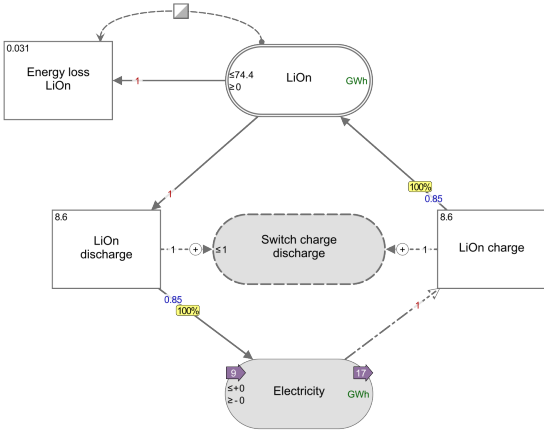 0.031
Energy loss
LiOn
1
≤74.4
≥0
LiOn
GWh
1
100%
0.85
8.6
LiOn
discharge
1
+
≤1
Switch charge
discharge
+
1
8.6
LiOn charge
0.85
100%
1
9
17
≤+0
≥-0
Electricity
GWh